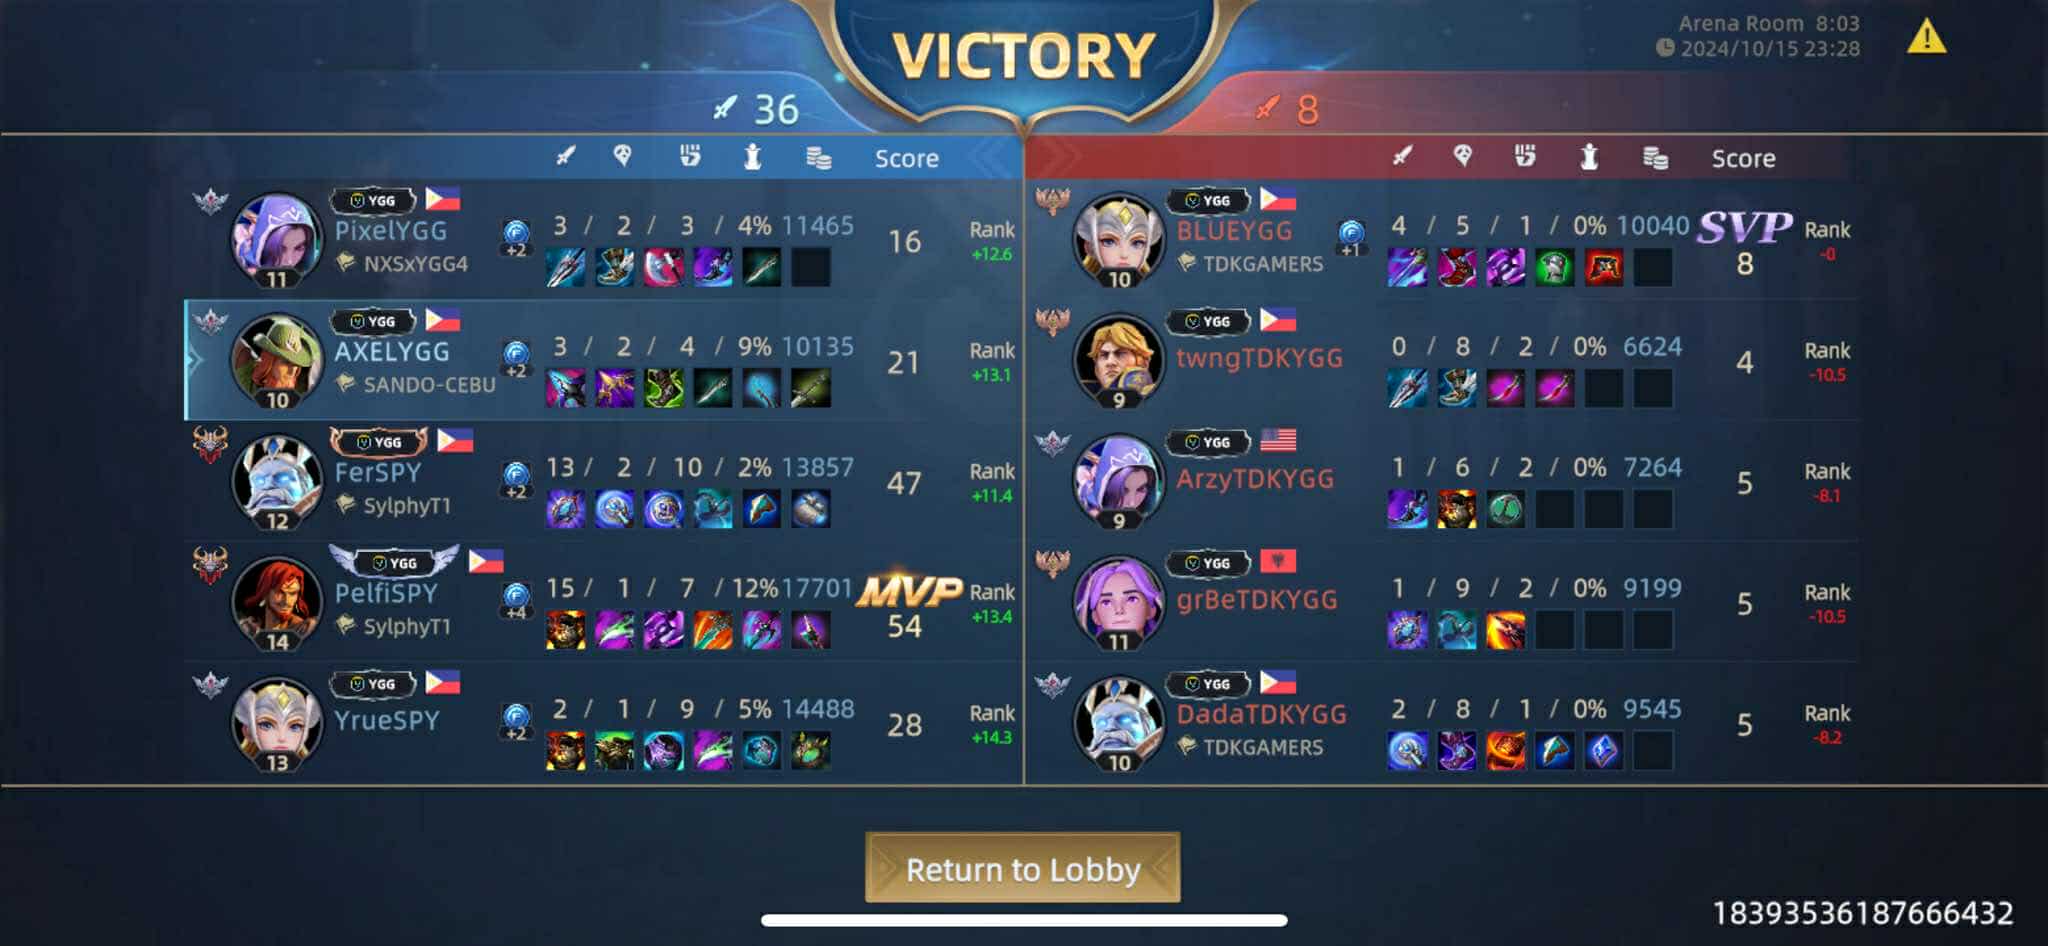 Arena Room 8:03
2024/10/15 23:28
VICTORY
36
8
Score
Score
YGG
PixelYGG
NXSxYGG4
11
+2
3 / 2 / 3 / 4% 11465
16
Rank
+12.6
YGG
AXELYGG
SANDO-CEBU
10
+2
3 / 2 / 4 / 9% 10135
21
Rank
+13.1
YGG
FerSPY
SylphyT1
12
+2
13 / 2 / 10 / 2% 13857
47
Rank
+11.4
YGG
PelfiSPY
SylphyT1
14
+4
15 / 1 / 7 / 12% 17701
MVP
54
Rank
+13.4
YGG
YrueSPY
13
+2
2 / 1 / 9 / 5% 14488
28
Rank
+14.3
YGG
BLUEYGG
TDKGAMERS
10
+1
4 / 5 / 1 / 0% 10040
SVP
8
Rank
-0
YGG
twngTDKYGG
9
0 / 8 / 2 / 0% 6624
4
Rank
-10.5
YGG
ArzyTDKYGG
9
1 / 6 / 2 / 0% 7264
5
Rank
-8.1
YGG
grBeTDKYGG
11
1 / 9 / 2 / 0% 9199
5
Rank
-10.5
YGG
DadaTDKYGG
TDKGAMERS
10
2 / 8 / 1 / 0% 9545
5
Rank
-8.2
Return to Lobby
18393536187666432